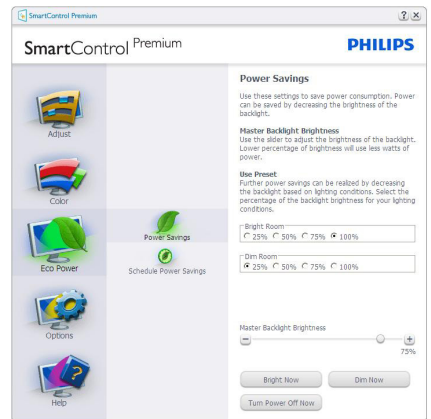 SmartControl Premium
SmartControl Premium
PHILIPS
Adjust
Color
Eco Power
Options
Help
Power Savings
Schedule Power Savings
Power Savings
Use these settings to save power consumption. Power
can be saved by decreasing the brightness of the
backlight.
Master Backlight Brightness
Use the slider to adjust the brightness of the backlight.
Lower percentage of brightness will use less watts of
power.
Use Preset
Further power savings can be realized by decreasing
the backlight based on lighting conditions. Select the
percentage of the backlight brightness for your lighting
conditions.
Bright Room
25% 50% 75% 100%
Dim Room
25% 50% 75% 100%
Master Backlight Brightness
75%
Bright Now Dim Now
Turn Power Off Now